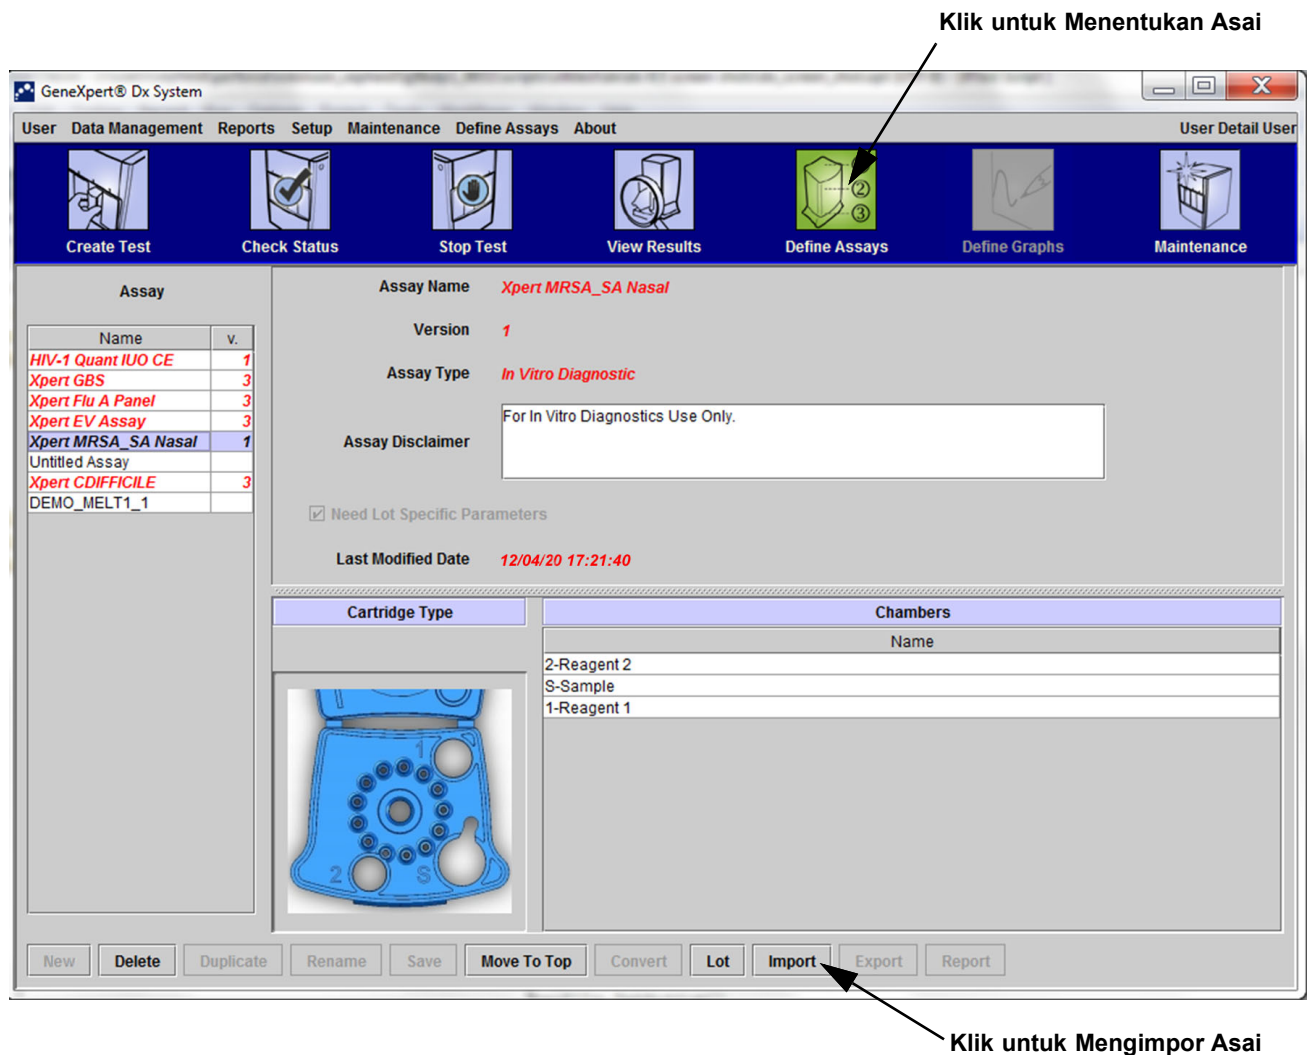 Klik untuk Menentukan Asai
GeneXpert® Dx System
User Data Management Reports Setup Maintenance Define Assays About User Detail User
Create Test Check Status Stop Test View Results Define Assays Define Graphs Maintenance
② ③
Assay
Name v.
HIV-1 Quant IUO CE 1
Xpert GBS 3
Xpert Flu A Panel 3
Xpert EV Assay 3
Xpert MRSA_SA Nasal 1
Untitled Assay
Xpert CDIFFICILE 3
DEMO_MELT1_1
Assay Name Xpert MRSA_SA Nasal
Version 1
Assay Type In Vitro Diagnostic
Assay Disclaimer For In Vitro Diagnostics Use Only.
Need Lot Specific Parameters
Last Modified Date 12/04/20 17:21:40
Cartridge Type
1
2 S
Chambers
Name
2-Reagent 2
S-Sample
1-Reagent 1
New Delete Duplicate Rename Save Move To Top Convert Lot Import Export Report
Klik untuk Mengimpor Asai